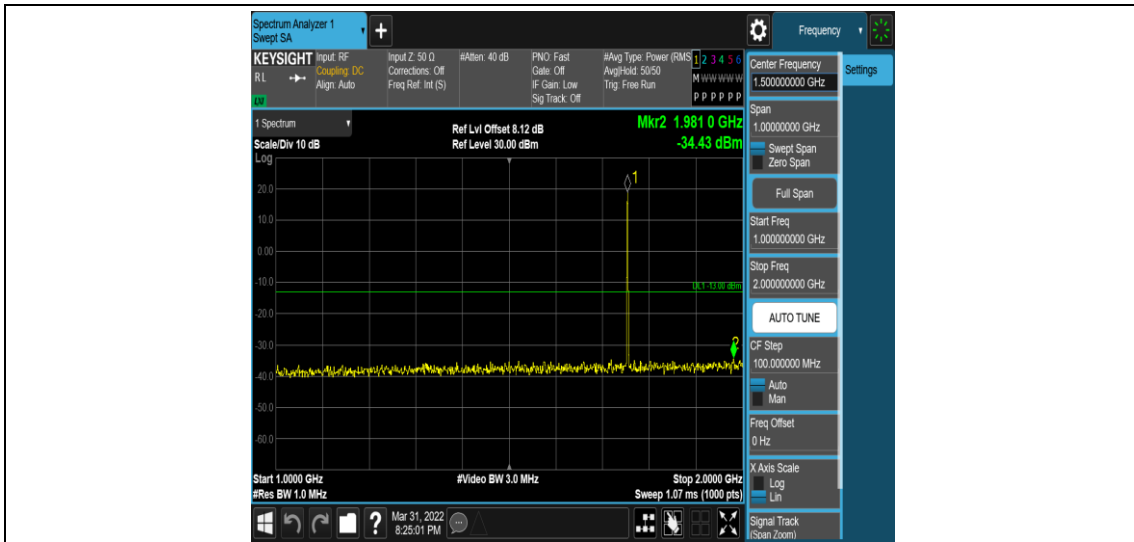 Spectrum Analyzer 1
Swept SA
+
Frequency
KEYSIGHT
RL
LXI
Input: RF
Coupling: DC
Align: Auto
Input Z: 50 Ω
Corrections: Off
Freq Ref: Int (S)
#Atten: 40 dB
PNO: Fast
Gate: Off
IF Gain: Low
Sig Track: Off
#Avg Type: Power (RMS
Avg|Hold: 50/50
Trig: Free Run
1 2 3 4 5 6
M W W W W W
P P P P P P
Center Frequency
1.500000000 GHz
Settings
Span
1.00000000 GHz
Swept Span
Zero Span
Full Span
Start Freq
1.000000000 GHz
Stop Freq
2.000000000 GHz
AUTO TUNE
CF Step
100.000000 MHz
Auto
Man
Freq Offset
0 Hz
X Axis Scale
Log
Lin
Signal Track
(Span Zoom)
1 Spectrum
Scale/Div 10 dB
Ref Lvl Offset 8.12 dB
Ref Level 30.00 dBm
Mkr2 1.981 0 GHz
-34.43 dBm
Log
1
20.0
10.0
0.00
-10.0
DL1 -13.00 dBm
-20.0
-30.0
2
-40.0
-50.0
-60.0
Start 1.0000 GHz
#Video BW 3.0 MHz
Stop 2.0000 GHz
#Res BW 1.0 MHz
Sweep 1.07 ms (1000 pts)
?
Mar 31, 2022
8:25:01 PM